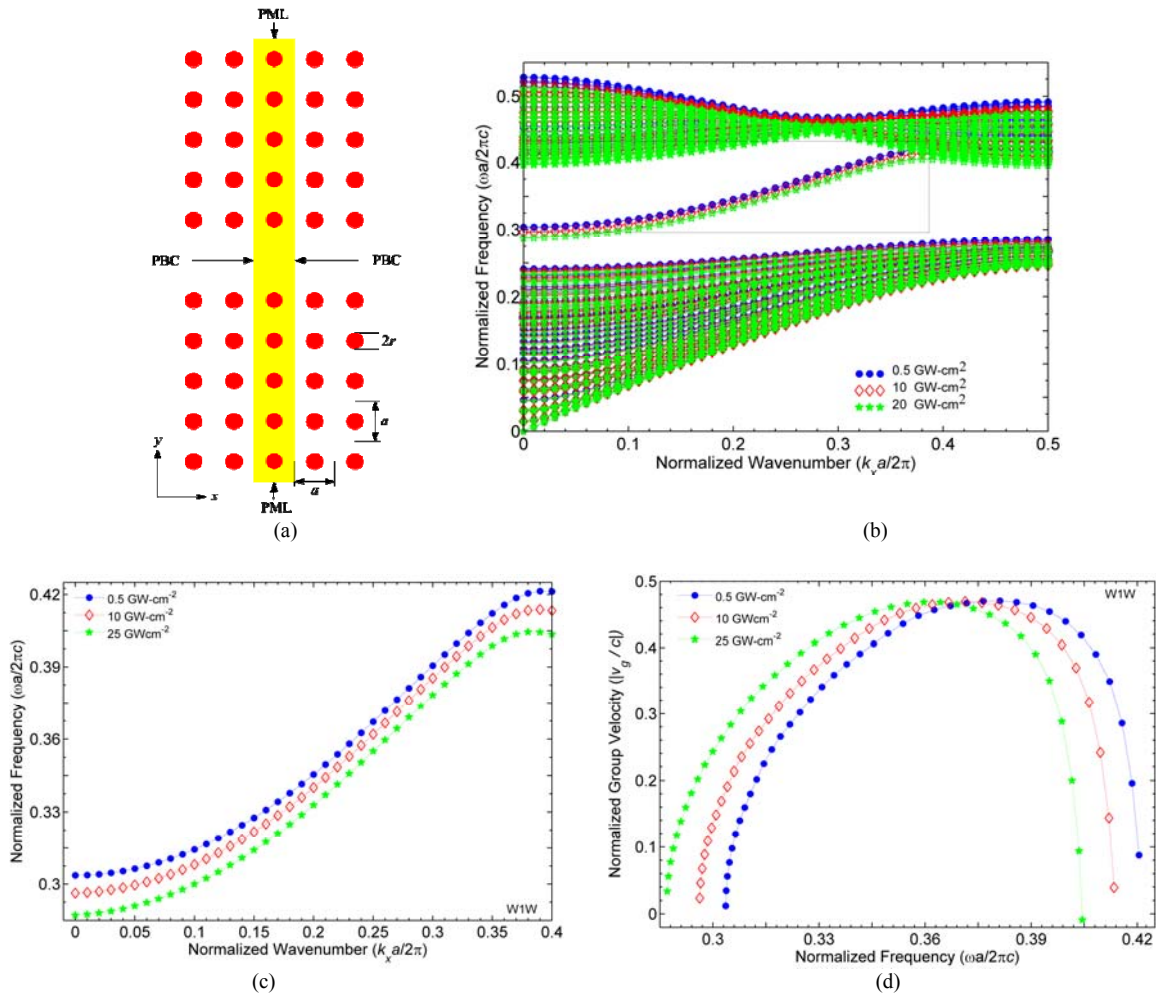 PML
PBC
PBC
2r
a
y
x
a
PML
(a)
Normalized Frequency (ωa/2πc)
0.5
0.4
0.3
0.2
0.1
0
0
0.1
0.2
0.3
0.4
0.5
0.5 GW-cm2
10 GW-cm2
20 GW-cm2
Normalized Wavenumber (kxa/2π)
(b)
Normalized Frequency (ωa/2πc)
0.42
0.39
0.36
0.33
0.3
0.5 GW-cm-2
10 GW-cm-2
25 GWcm-2
W1W
0
0.05
0.1
0.15
0.2
0.25
0.3
0.35
0.4
Normalized Wavenumber (kxa/2π)
(c)
Normalized Group Velocity (|vg / c|)
0.5
0.4
0.3
0.2
0.1
0
0.5 GW-cm-2
10 GWcm-2
25 GW-cm-2
W1W
0.3
0.33
0.36
0.39
0.42
Normalized Frequency (ωa/2πc)
(d)